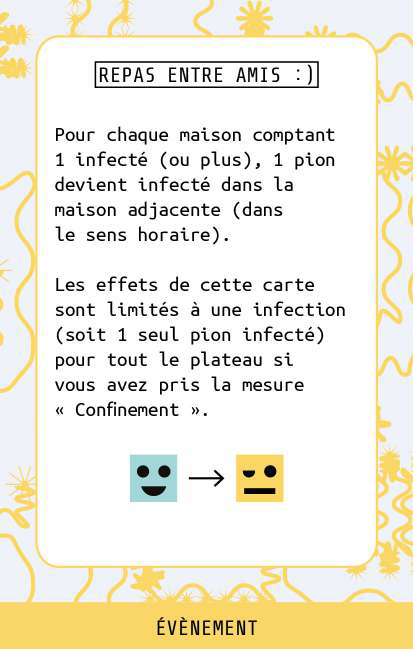 REPAS ENTRE AMIS :)
Pour chaque maison comptant
1 infecté (ou plus), 1 pion
devient infecté dans la
maison adjacente (dans
le sens horaire).
Les effets de cette carte
sont limités à une infection
(soit 1 seul pion infecté)
pour tout le plateau si
vous avez pris la mesure
« Confinement ».
ÉVÈNEMENT